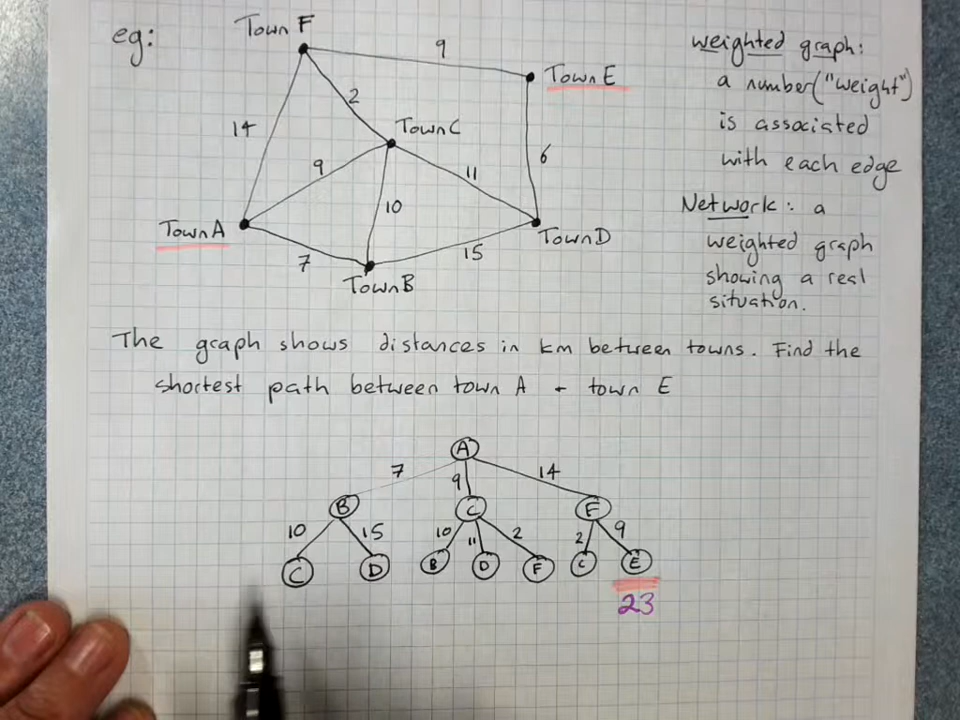 eg:
Town F
9
Town E
2
14
Town C
9
11
6
10
Town A
Town D
7
15
Town B
weighted graph:
a number("weight")
is associated
with each edge
Network: a
weighted graph
showing a real
situation.
The graph shows distances in km between towns. Find the
shortest path between town A + town E
A
7
9
14
B
C
F
10
15
10
11
2
2
9
C
D
B
D
F
C
E
23